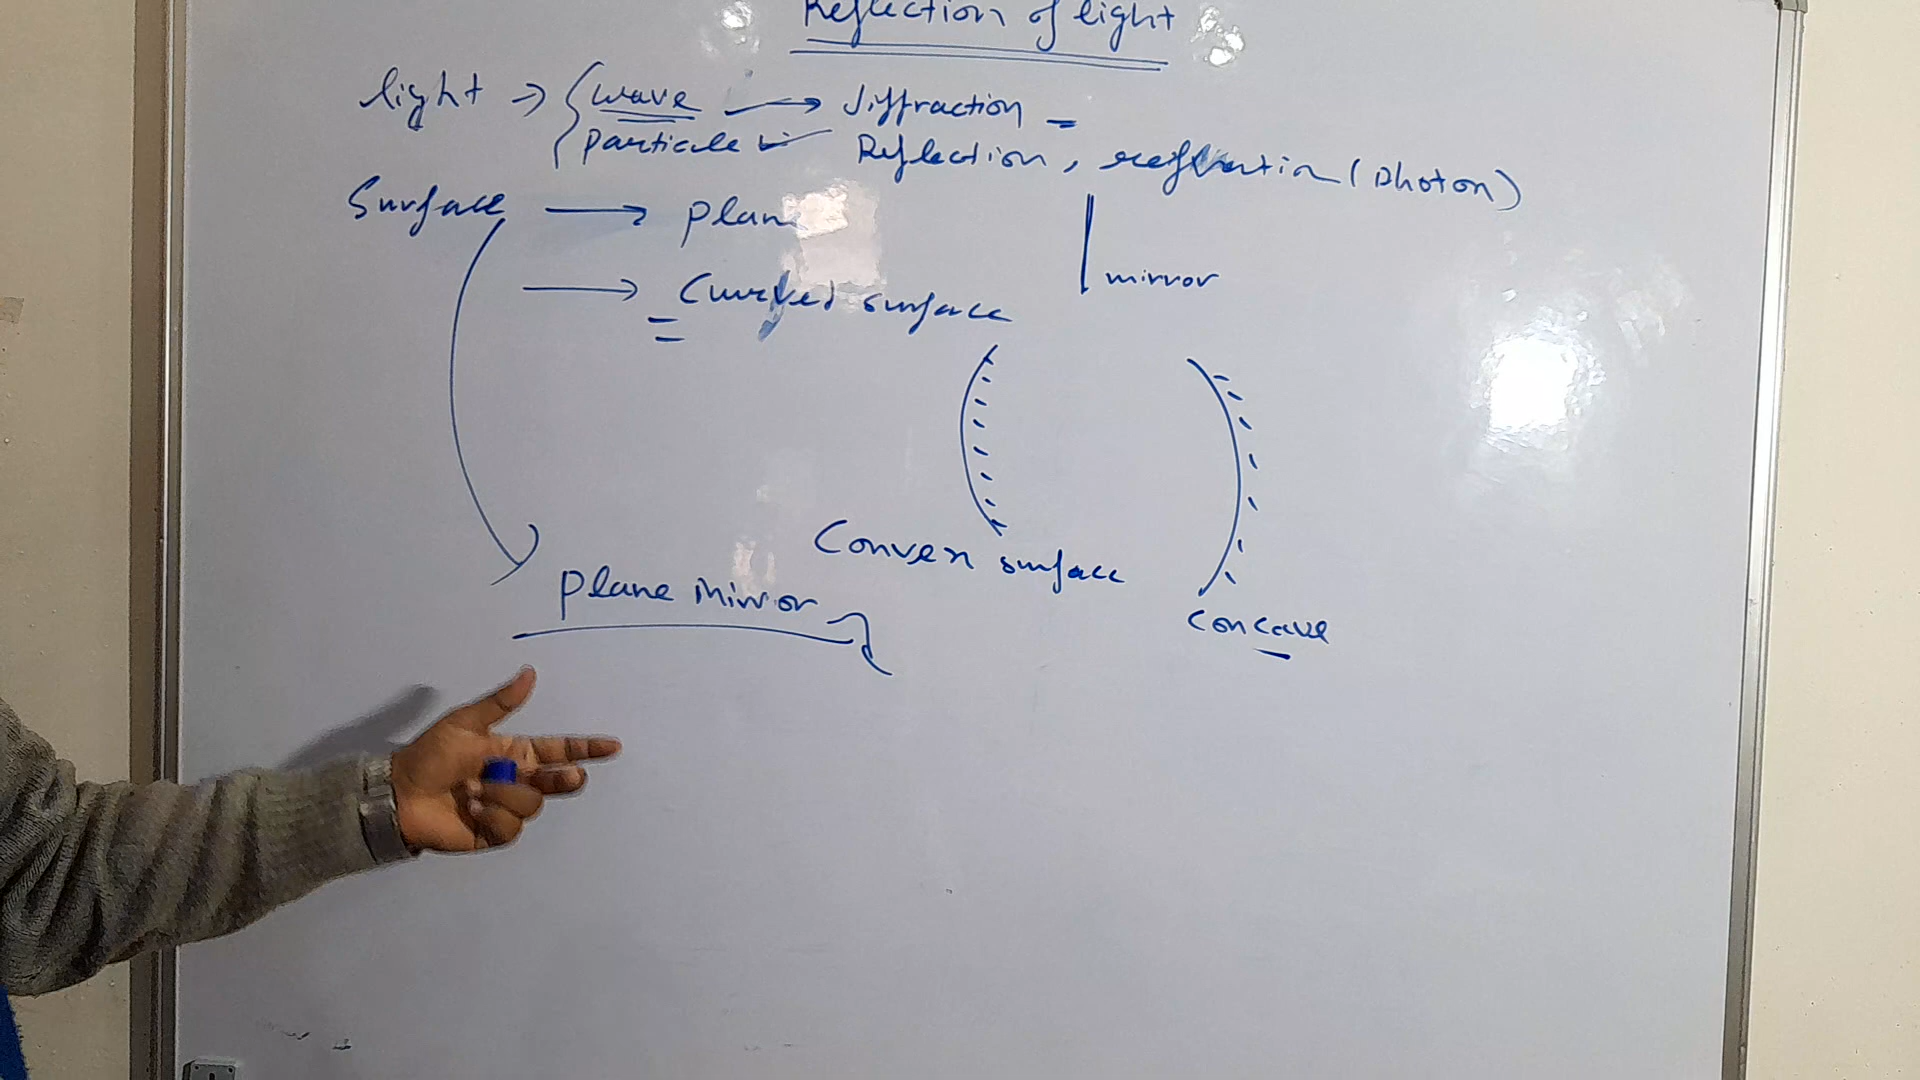 Reflection of light
light → { wave → diffraction
particle Reflection, refraction (photon)
Surface → plan
mirror
→ Curved surface
Convex surface
plane mirror
Concave